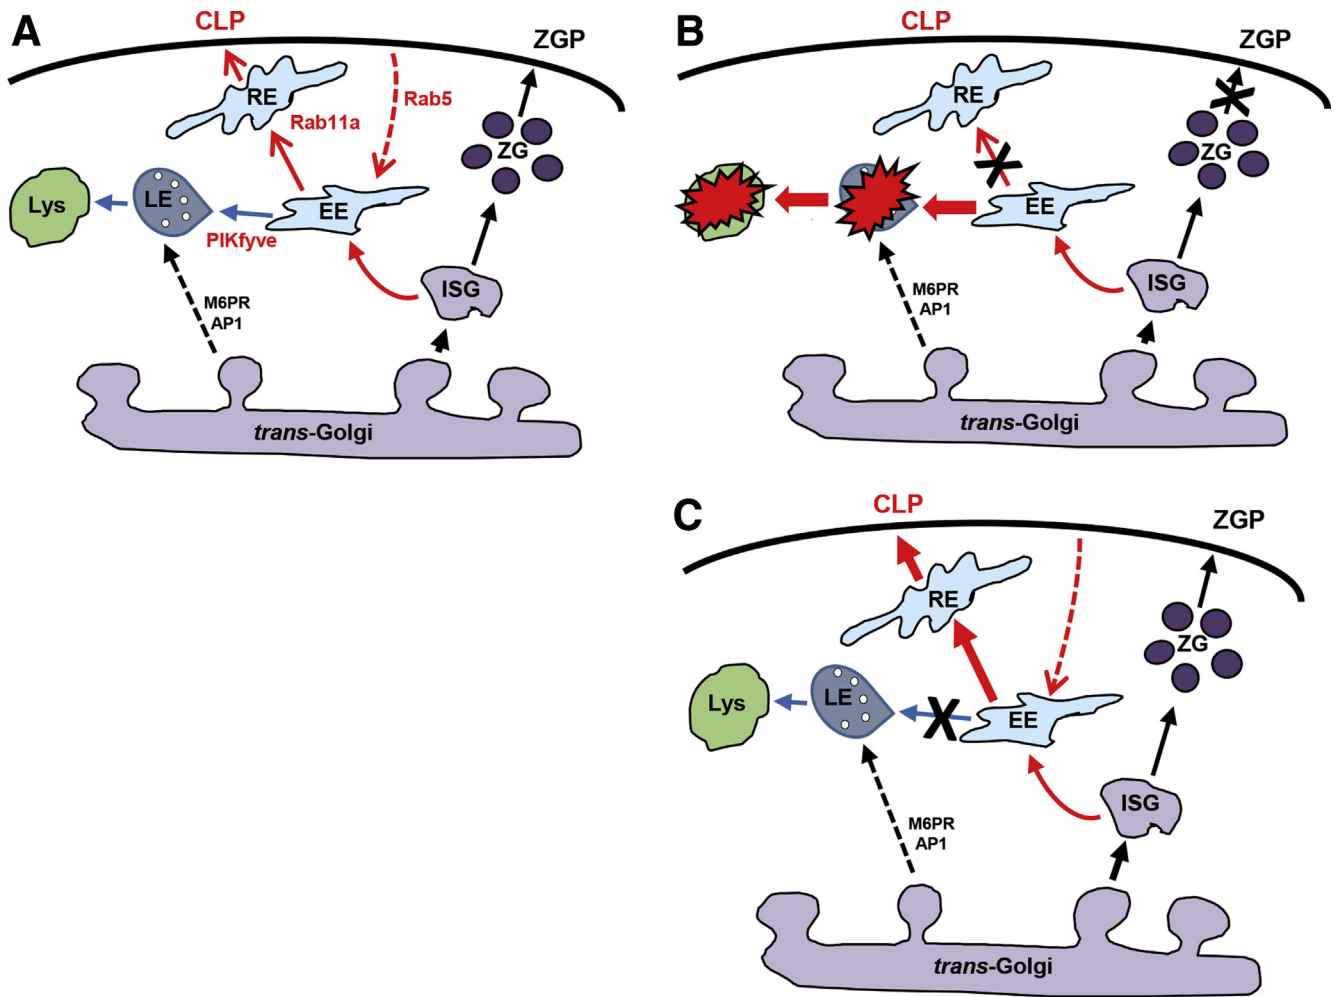 A
CLP
ZGP
RE
Rab11a
Rab5
ZG
Lys
LE
EE
PIKfyve
ISG
M6PR
AP1
trans-Golgi
B
CLP
ZGP
RE
ZG
EE
ISG
M6PR
AP1
trans-Golgi
C
CLP
ZGP
RE
ZG
Lys
LE
EE
ISG
M6PR
AP1
trans-Golgi